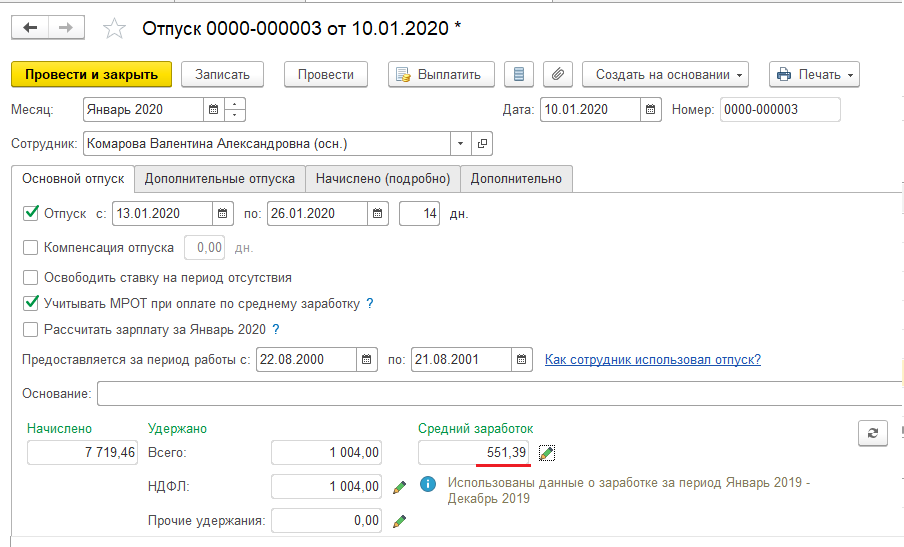 Отпуск 0000-000003 от 10.01.2020 *
Провести и закрыть Записать Провести Выплатить Создать на основании Печать
Месяц: Январь 2020 Дата: 10.01.2020 Номер: 0000-000003
Сотрудник: Комарова Валентина Александровна (осн.)
Основной отпуск Дополнительные отпуска Начислено (подробно) Дополнительно
Отпуск с: 13.01.2020 по: 26.01.2020 14 дн.
Компенсация отпуска 0,00 дн.
Освободить ставку на период отсутствия
Учитывать МРОТ при оплате по среднему заработку ?
Рассчитать зарплату за Январь 2020 ?
Предоставляется за период работы с: 22.08.2000 по: 21.08.2001 Как сотрудник использовал отпуск?
Основание:
Начислено Удержано Средний заработок
7 719,46 Всего: 1 004,00 551,39
НДФЛ: 1 004,00 Использованы данные о заработке за период Январь 2019 -
Декабрь 2019
Прочие удержания: 0,00